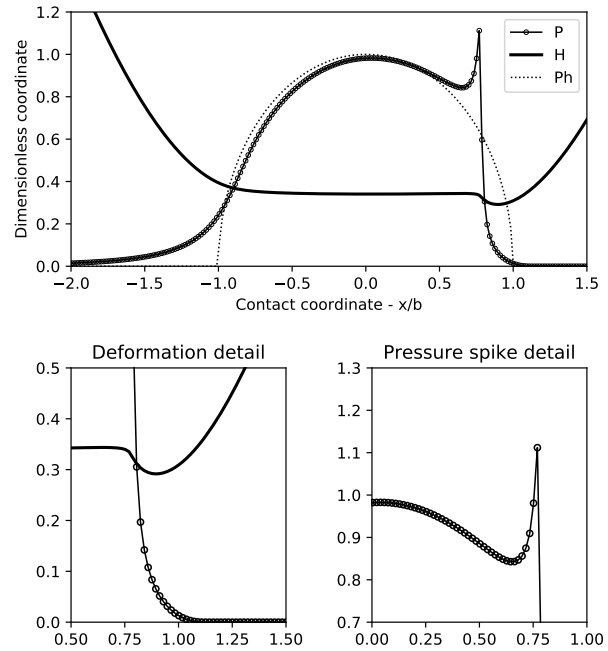 1.2
1.0
0.8
0.6
0.4
0.2
0.0
Dimensionless coordinate
P
H
Ph
−2.0 −1.5 −1.0 −0.5 0.0 0.5 1.0 1.5
Contact coordinate - x/b
Deformation detail
0.5
0.4
0.3
0.2
0.1
0.0
0.50 0.75 1.00 1.25 1.50
Pressure spike detail
1.3
1.2
1.1
1.0
0.9
0.8
0.7
0.00 0.25 0.50 0.75 1.00